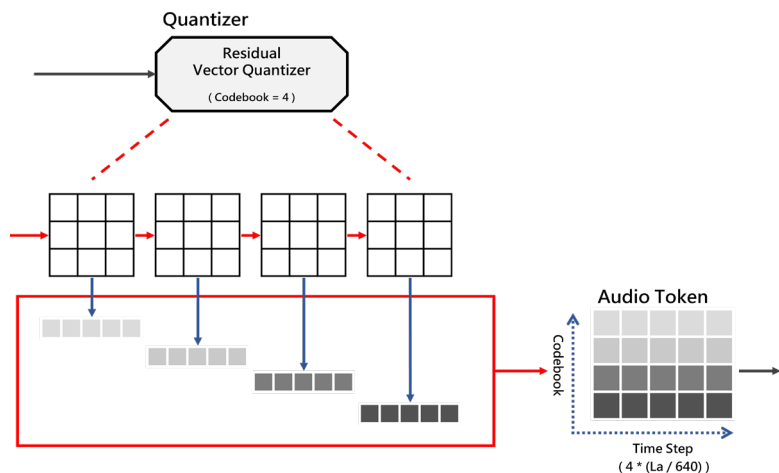 Quantizer
Residual
Vector Quantizer
( Codebook = 4 )
Audio Token
Codebook
Time Step
( 4 * (La / 640) )